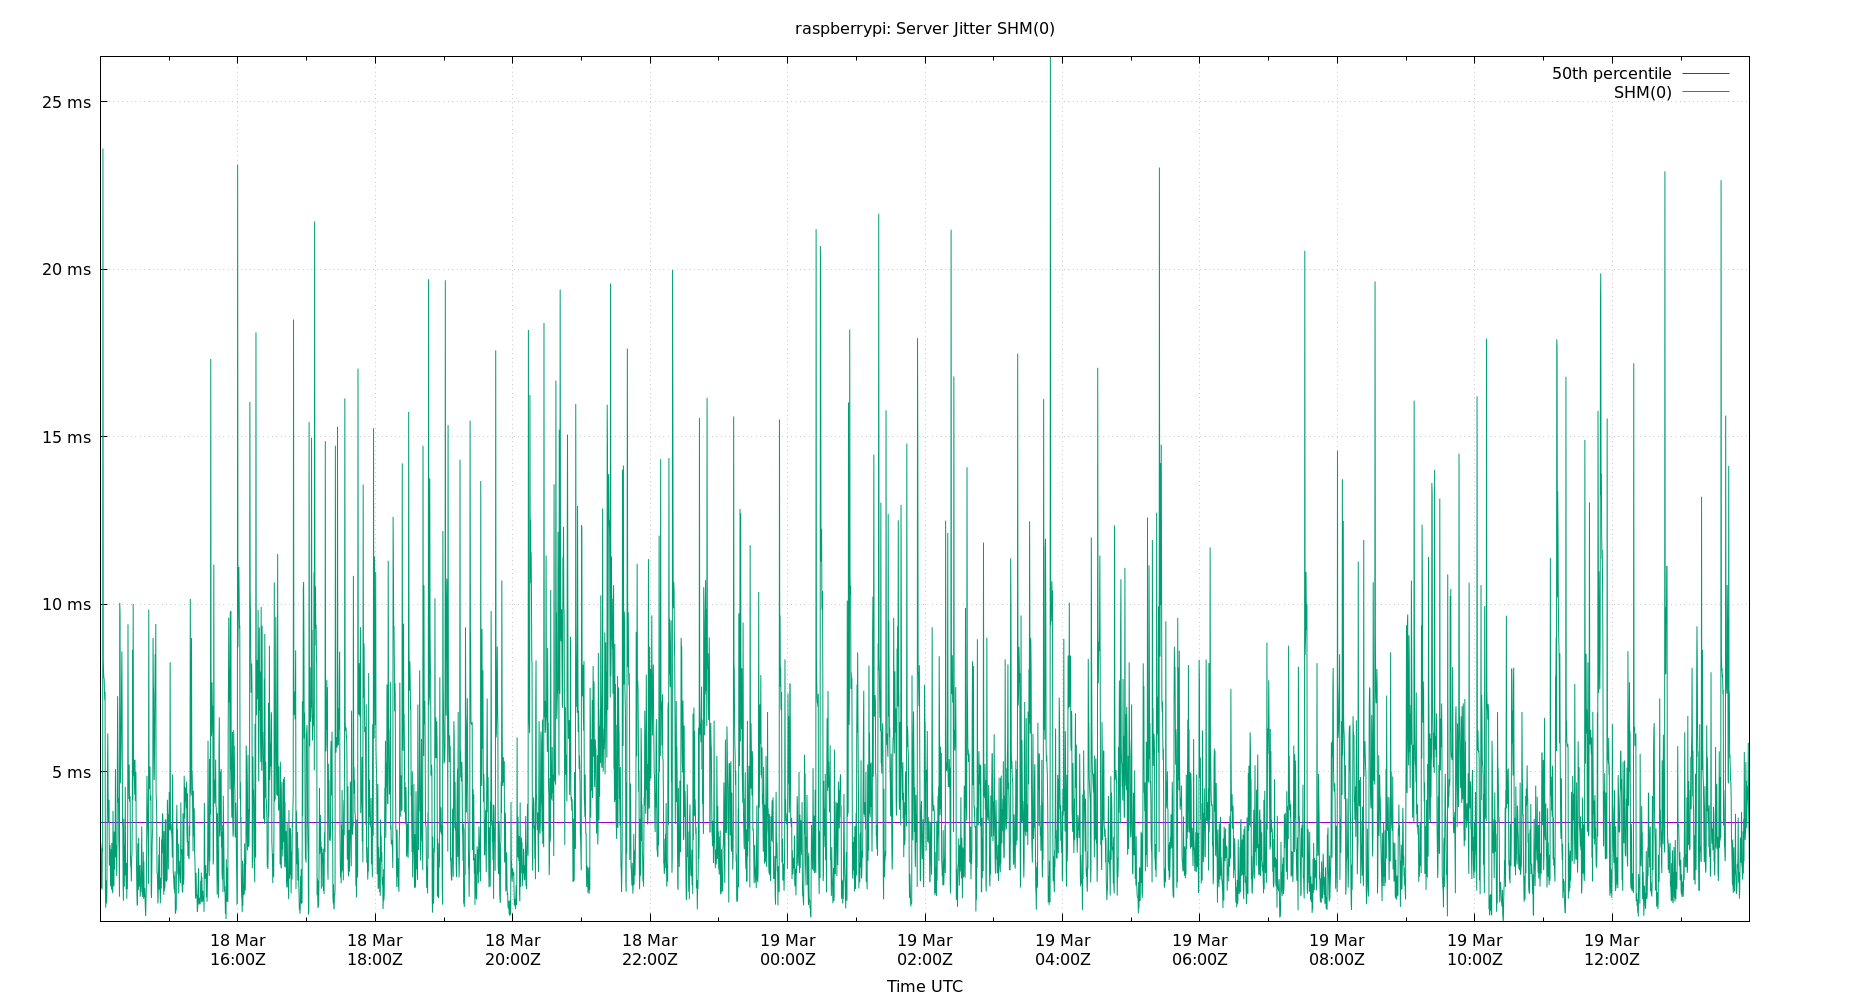 raspberrypi: Server Jitter SHM(0)
50th percentile
SHM(0)
25 ms
20 ms
15 ms
10 ms
5 ms
18 Mar 18 Mar 18 Mar 18 Mar 19 Mar 19 Mar 19 Mar 19 Mar 19 Mar 19 Mar 19 Mar
16:00Z 18:00Z 20:00Z 22:00Z 00:00Z 02:00Z 04:00Z 06:00Z 08:00Z 10:00Z 12:00Z
Time UTC